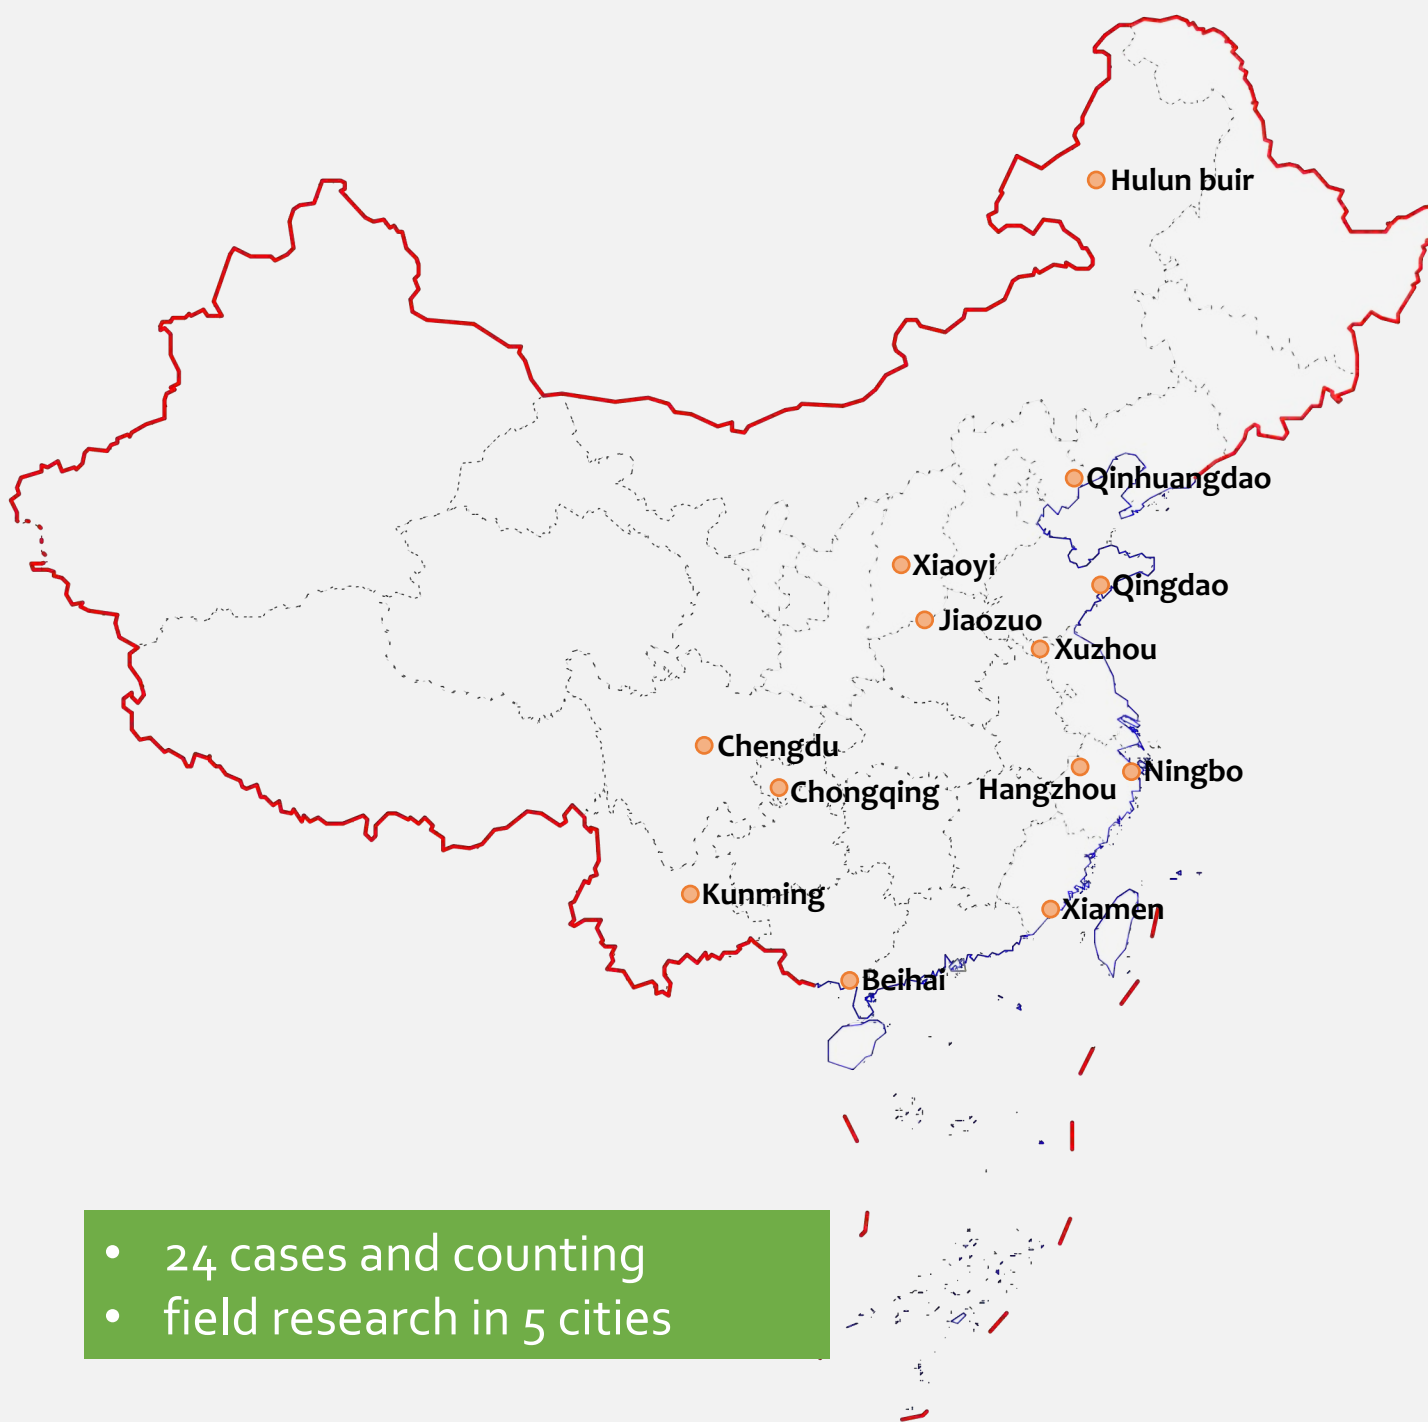 Hulun buir
Qinhuangdao
Xiaoyi
Qingdao
Jiaozuo
Xuzhou
Chengdu
Ningbo
Hangzhou
Chongqing
Kunming
Xiamen
Beihai
• 24 cases and counting
• field research in 5 cities